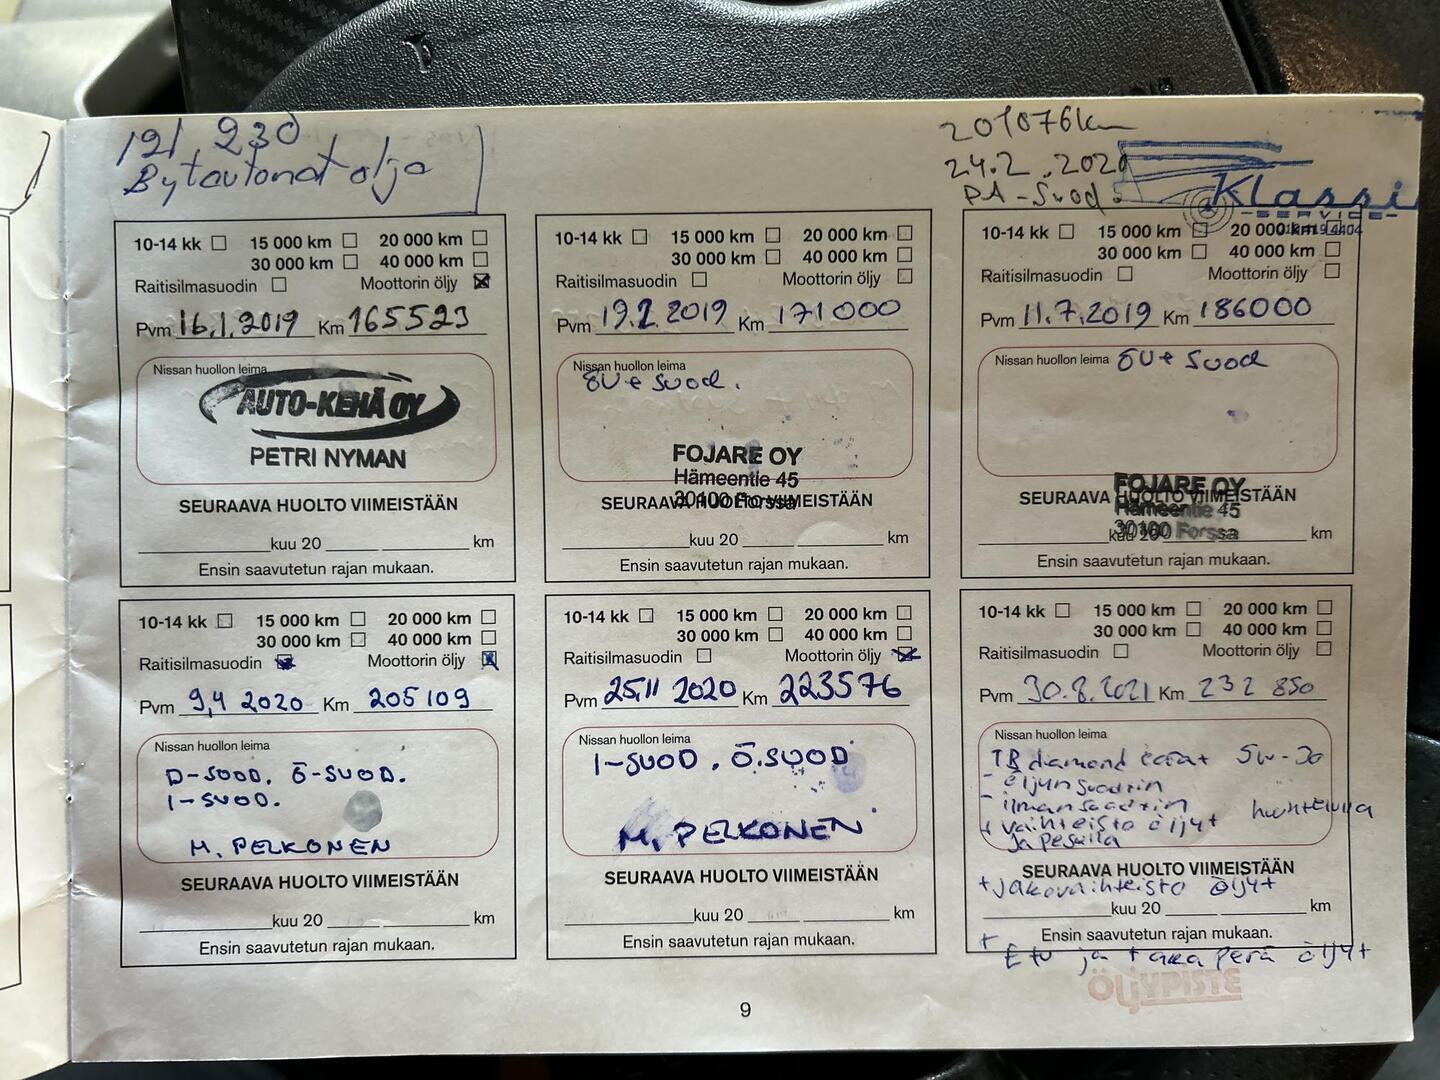 191 230
Bytautomat olja
201076km
24.2.2020
PA-Suod
Klassi
-SERVICE-
10-14 kk 15 000 km 20 000 km
30 000 km 40 000 km
Raitisilmasuodin Moottorin öljy
Pvm 16.1.2019 Km 165523
Nissan huollon leima
AUTO-KEHÄ OY
PETRI NYMAN
SEURAAVA HUOLTO VIIMEISTÄÄN
kuu 20 km
Ensin saavutetun rajan mukaan.
10-14 kk 15 000 km 20 000 km
30 000 km 40 000 km
Raitisilmasuodin Moottorin öljy
Pvm 19.2.2019 Km 171000
Nissan huollon leima
ÖV+suod.
FOJARE OY
Hämeentie 45
30100 Forssa
SEURAAVA HUOLTO VIIMEISTÄÄN
kuu 20 km
Ensin saavutetun rajan mukaan.
10-14 kk 15 000 km 20 000 km
30 000 km 40 000 km
Raitisilmasuodin Moottorin öljy
Pvm 11.7.2019 Km 186000
Nissan huollon leima ÖV+suod
FOJARE OY
SEURAAVA HUOLTO VIIMEISTÄÄN
Hämeentie 45
30100 Forssa
kuu 20 km
Ensin saavutetun rajan mukaan.
10-14 kk 15 000 km 20 000 km
30 000 km 40 000 km
Raitisilmasuodin Moottorin öljy
Pvm 9,4 2020 Km 205109
Nissan huollon leima
D-SUOD. Ö-SUOD.
I-SUOD.
M. PELKONEN
SEURAAVA HUOLTO VIIMEISTÄÄN
kuu 20 km
Ensin saavutetun rajan mukaan.
10-14 kk 15 000 km 20 000 km
30 000 km 40 000 km
Raitisilmasuodin Moottorin öljy
Pvm 25.11 2020 Km 223576
Nissan huollon leima
I-SUOD. Ö.SUOD
M. PELKONEN
SEURAAVA HUOLTO VIIMEISTÄÄN
kuu 20 km
Ensin saavutetun rajan mukaan.
10-14 kk 15 000 km 20 000 km
30 000 km 40 000 km
Raitisilmasuodin Moottorin öljy
Pvm 30.8.2021 Km 232 850
Nissan huollon leima
TB diamond carat 5w-30
- öljynsuodtin
- ilmansuodtin
+ vaihteisto öljyt huuhtelulla
ja pesulla
SEURAAVA HUOLTO VIIMEISTÄÄN
+ jakovaihteisto öljyt
kuu 20 km
Ensin saavutetun rajan mukaan.
+ Etu ja taka perä öljyt
ÖLJYPISTE
9